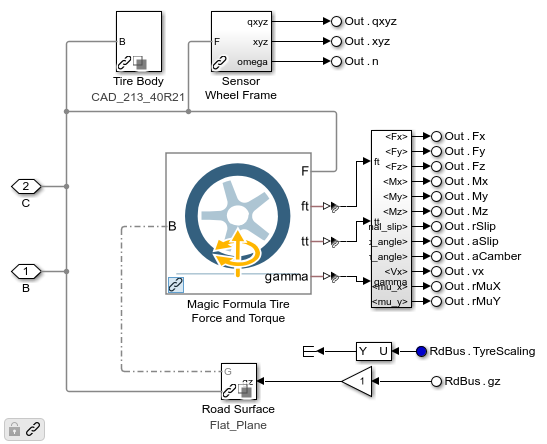 B
Tire Body
CAD_213_40R21
F
qxyz
xyz
omega
Sensor
Wheel Frame
Out.qxyz
Out.xyz
Out.n
2
C
1
B
B
F
ft
tt
gamma
Magic Formula Tire
Force and Torque
ft
tt
gamma
<Fx>
<Fy>
<Fz>
<Mx>
<My>
<Mz>
nal_slip>
_angle>
_angle>
<Vx>
<mu_x>
<mu_y>
Out.Fx
Out.Fy
Out.Fz
Out.Mx
Out.My
Out.Mz
Out.rSlip
Out.aSlip
Out.aCamber
Out.vx
Out.rMuX
Out.rMuY
Y U
RdBus.TyreScaling
G
gz
1
RdBus.gz
Road Surface
Flat_Plane